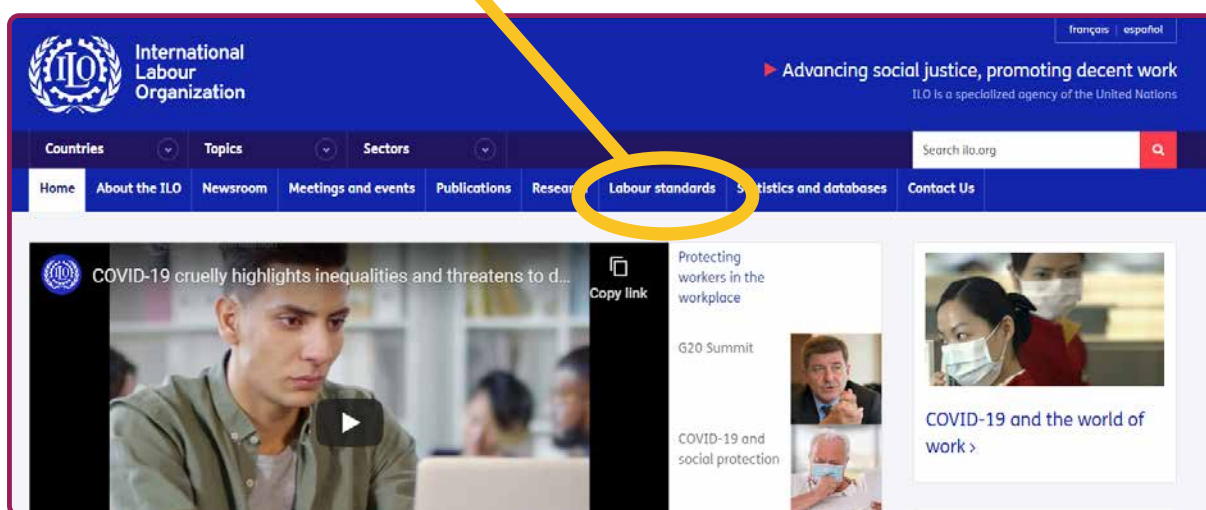 français | español
International
Labour
Organization
Advancing social justice, promoting decent work
ILO is a specialized agency of the United Nations
Countries Topics Sectors Search ilo.org
Home About the ILO Newsroom Meetings and events Publications Labour standards Statistics and databases Contact Us
COVID-19 cruelly highlights inequalities and threatens to d...
Copy link
Protecting
workers in the
workplace
G20 Summit
COVID-19 and
social protection
COVID-19 and the world of
work >